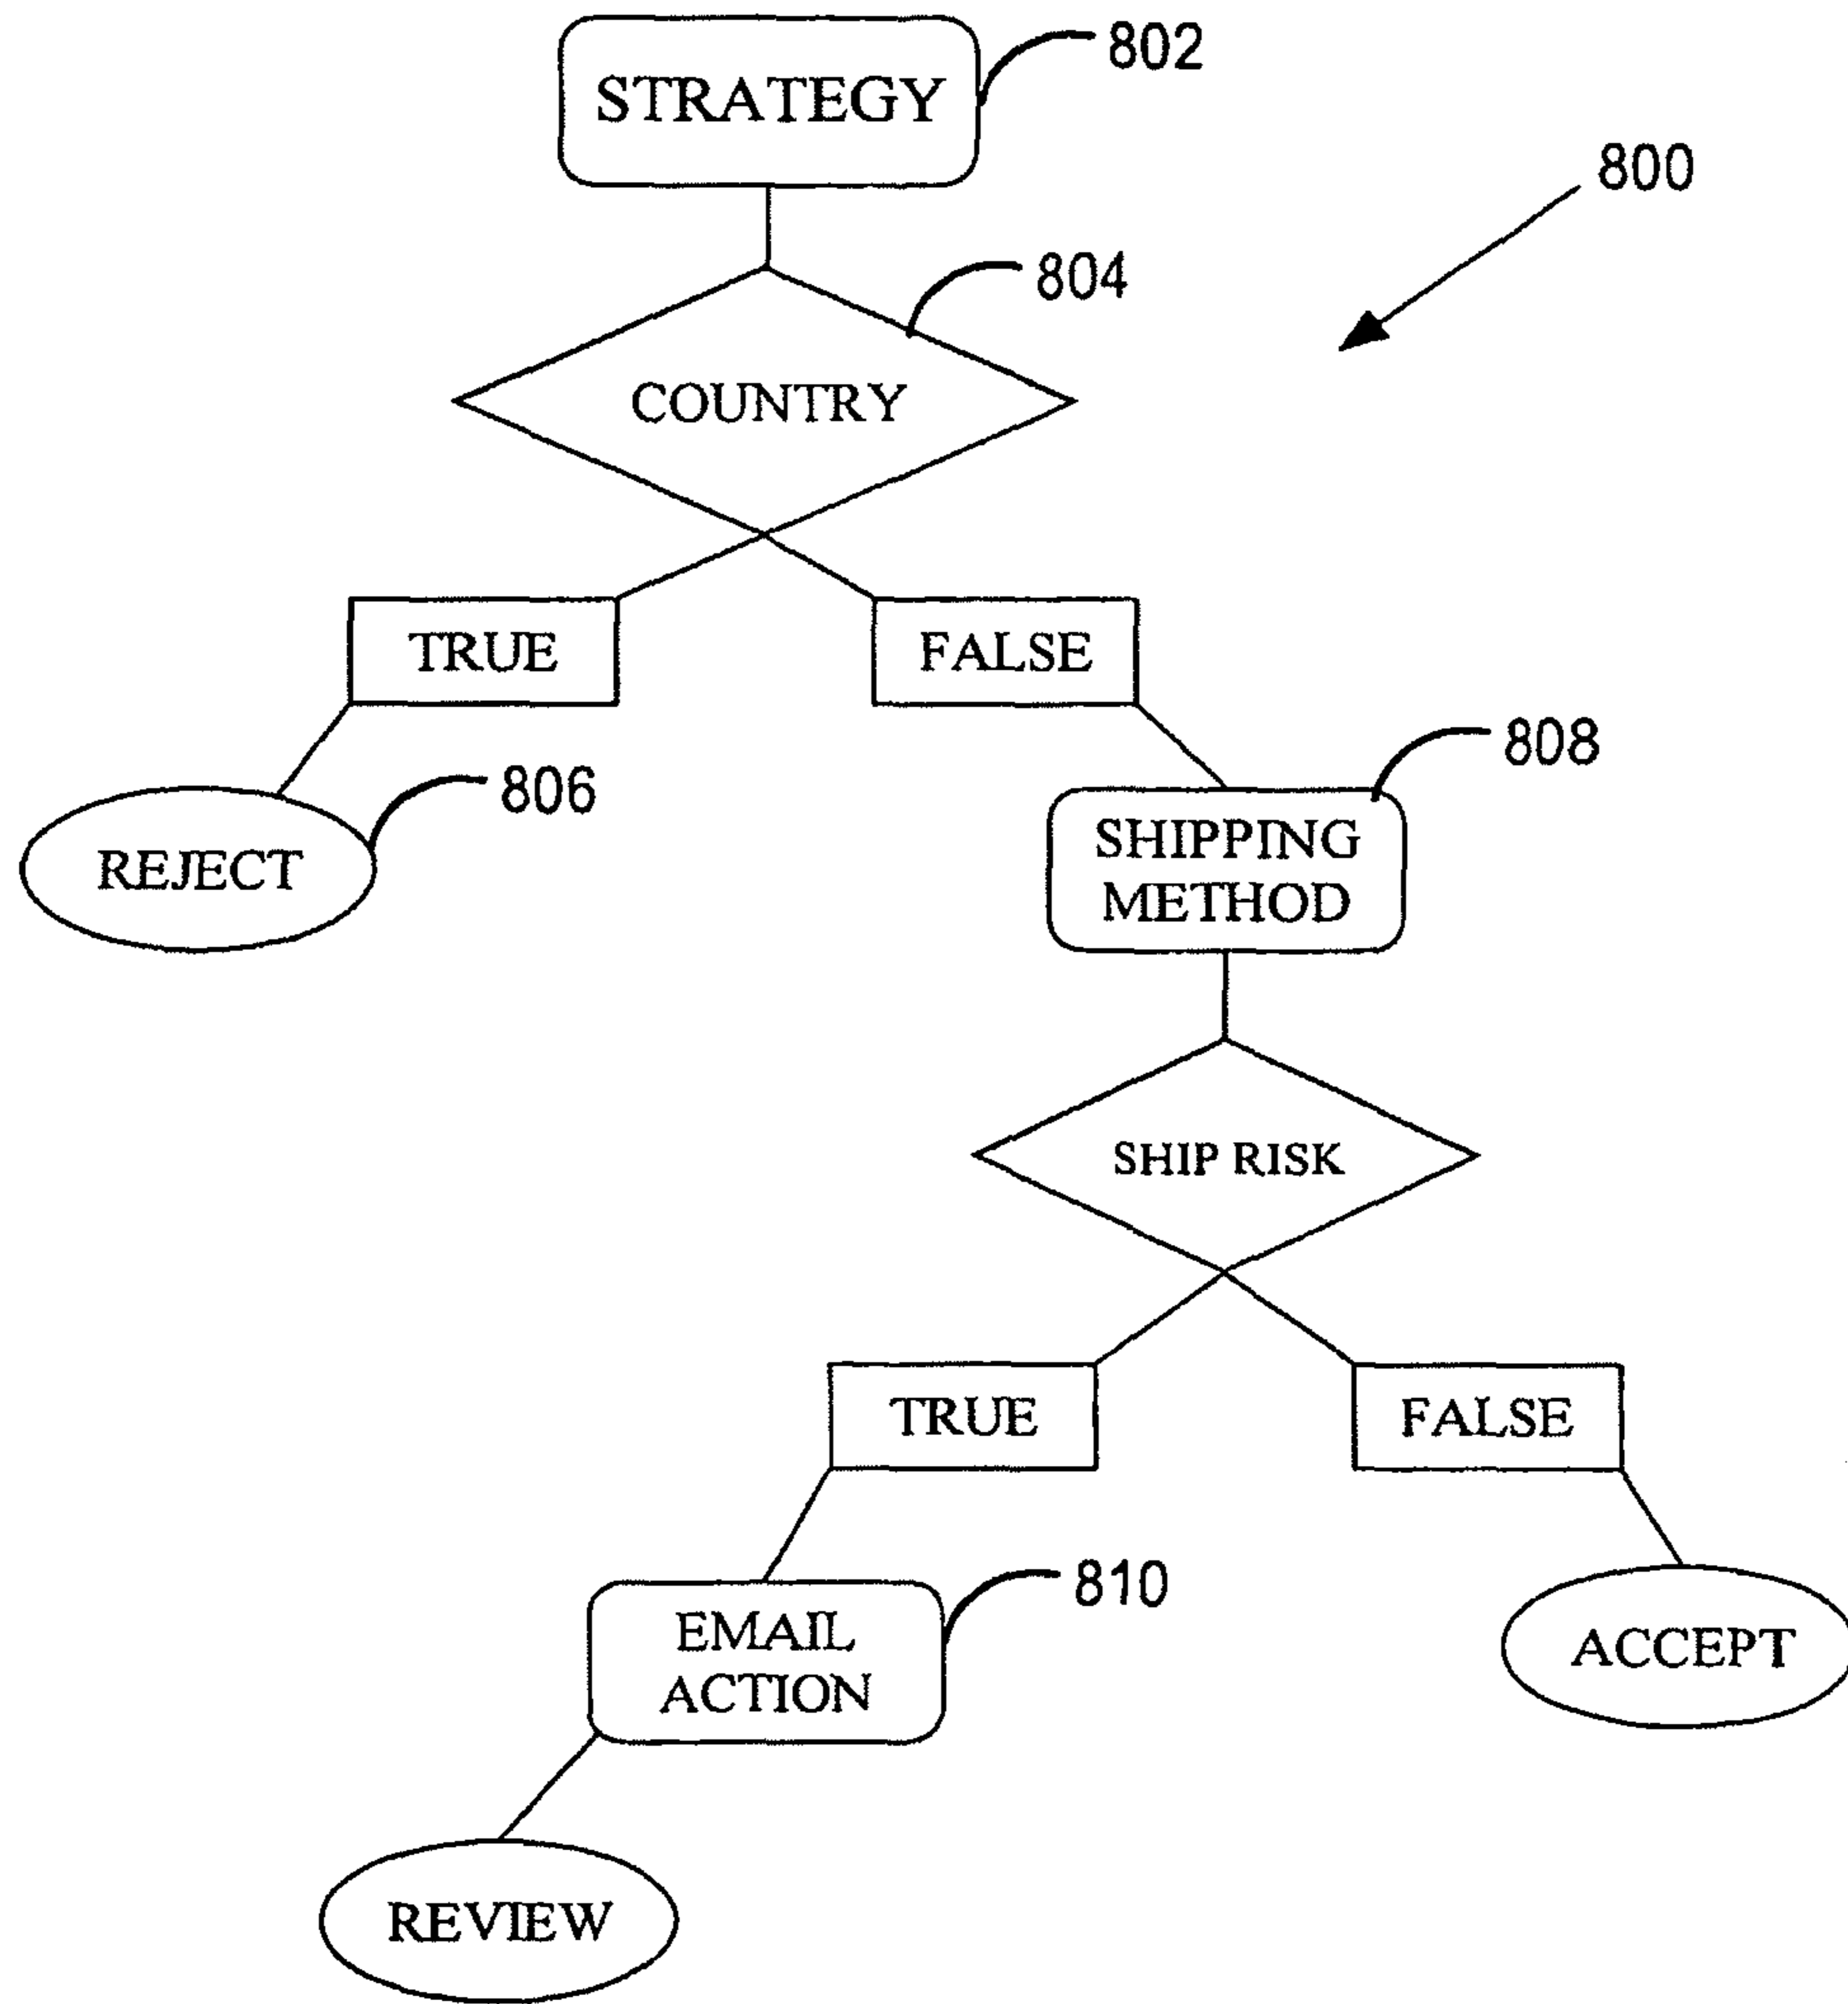 STRATEGY
802
800
804
COUNTRY
TRUE
FALSE
808
806
REJECT
SHIPPING
METHOD
SHIP RISK
TRUE
FALSE
810
EMAIL
ACTION
ACCEPT
REVIEW